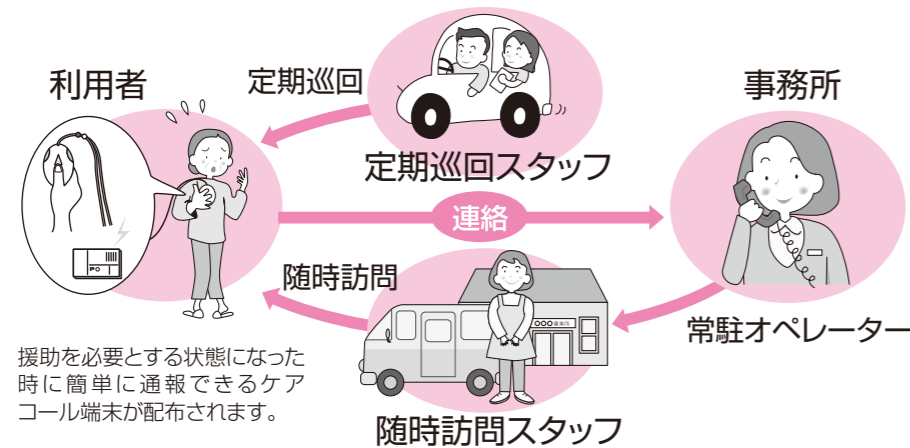 利用者
定期巡回
定期巡回スタッフ
事務所
連絡
随時訪問
常駐オペレーター
援助を必要とする状態になった
時に簡単に通報できるケア
コール端末が配布されます。
随時訪問スタッフ